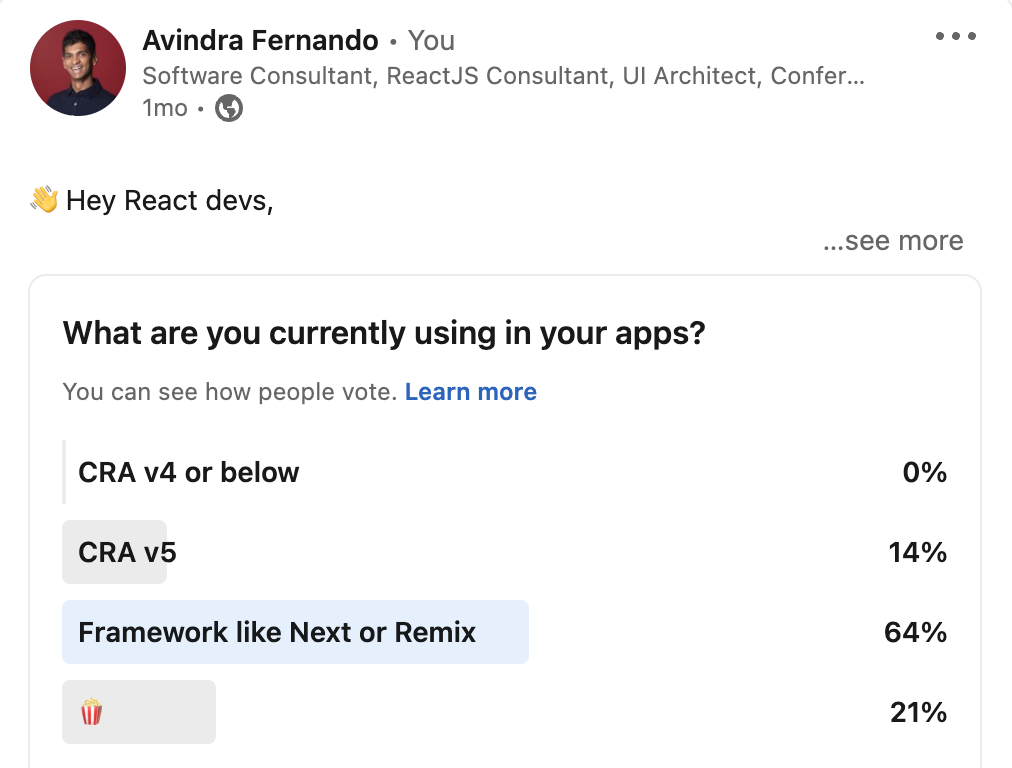 Avindra Fernando • You
Software Consultant, ReactJS Consultant, UI Architect, Confer...
1mo •
👋 Hey React devs,
...see more
What are you currently using in your apps?
You can see how people vote. Learn more
CRA v4 or below 0%
CRA v5 14%
Framework like Next or Remix 64%
🍿 21%